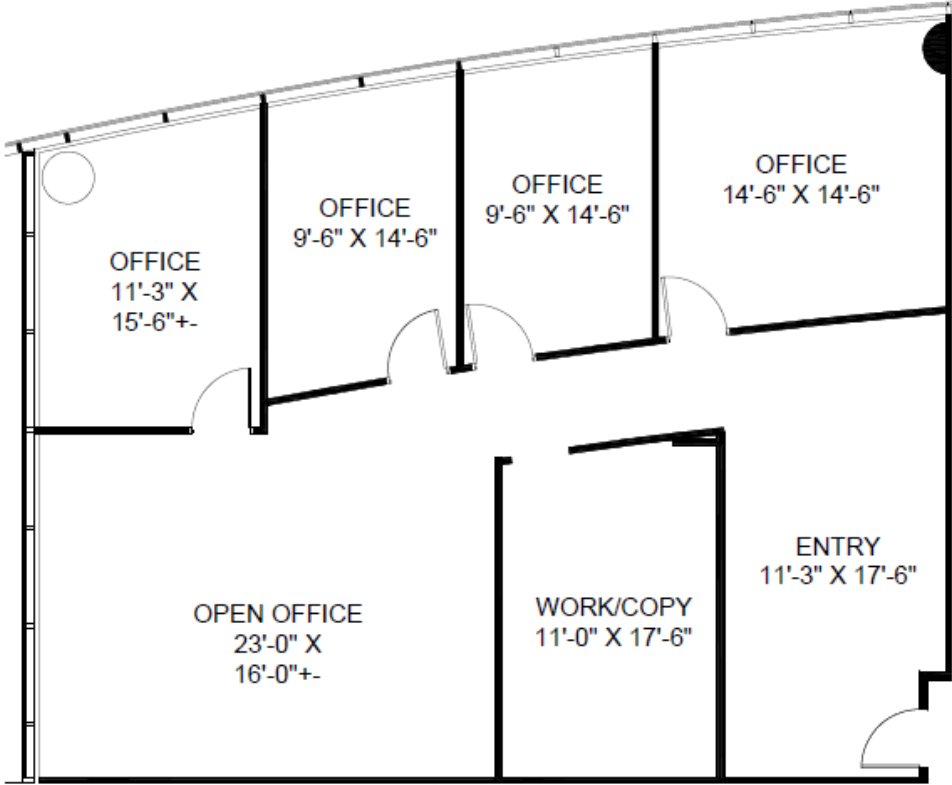 OFFICE
14'-6" X 14'-6"
OFFICE
9'-6" X 14'-6"
OFFICE
9'-6" X 14'-6"
OFFICE
11'-3" X
15'-6"+-
ENTRY
11'-3" X 17'-6"
OPEN OFFICE
23'-0" X
16'-0"+-
WORK/COPY
11'-0" X 17'-6"